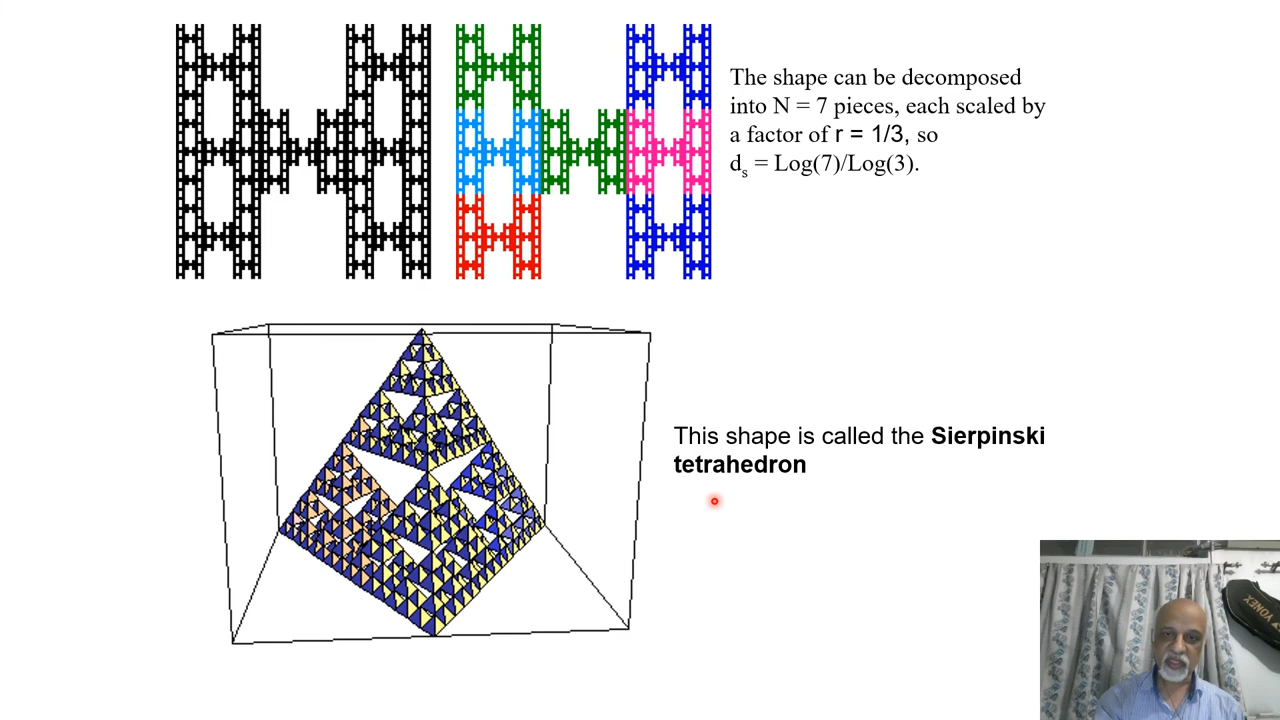 The shape can be decomposed
into N = 7 pieces, each scaled by
a factor of r = 1/3, so
dₛ = Log(7)/Log(3).
This shape is called the Sierpinski
tetrahedron
YONEX